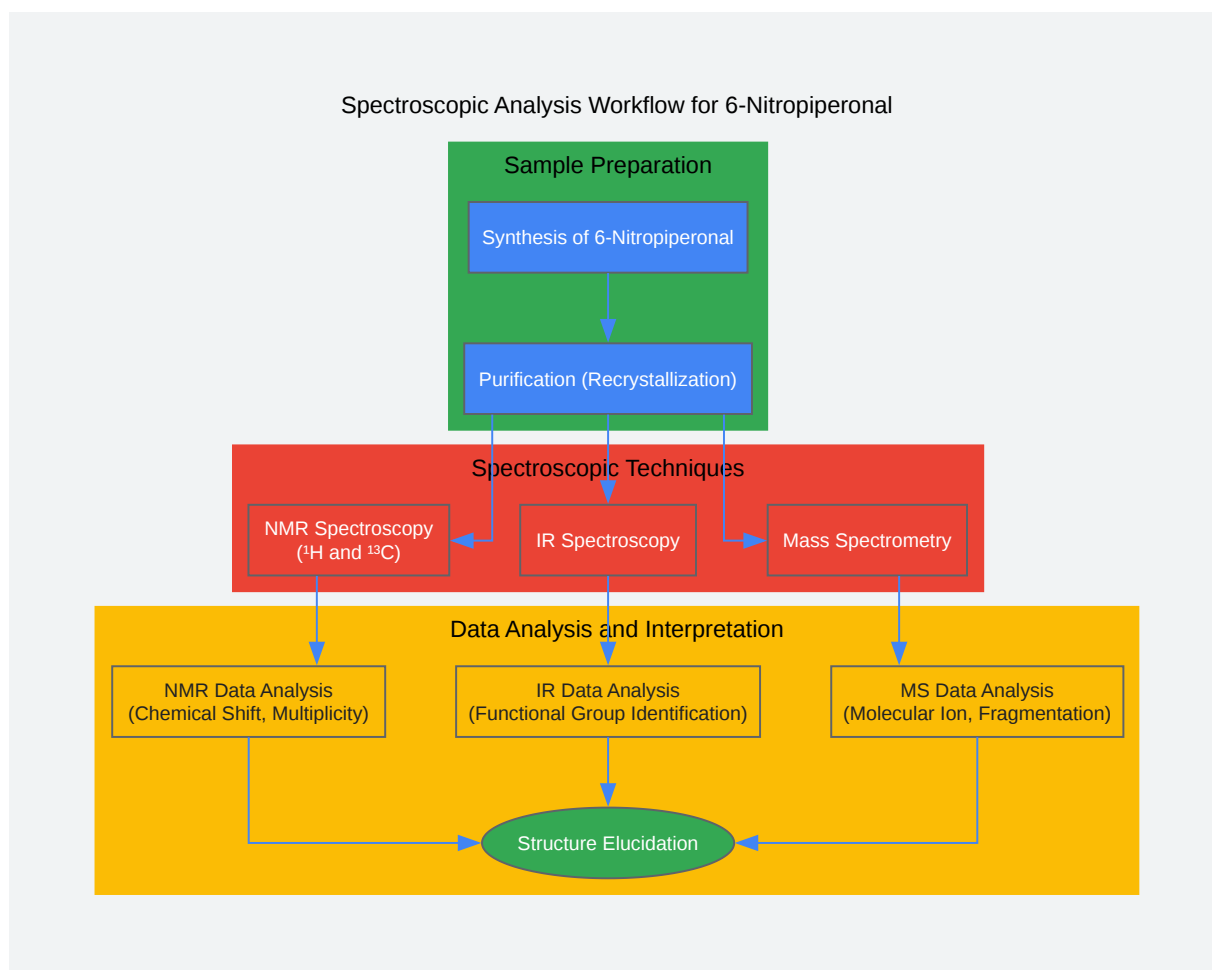 Spectroscopic Analysis Workflow for 6-Nitropiperonal
Sample Preparation
Synthesis of 6-Nitropiperonal
Purification (Recrystallization)
Spectroscopic Techniques
NMR Spectroscopy
(¹H and ¹³C)
IR Spectroscopy
Mass Spectrometry
Data Analysis and Interpretation
NMR Data Analysis
(Chemical Shift, Multiplicity)
IR Data Analysis
(Functional Group Identification)
MS Data Analysis
(Molecular Ion, Fragmentation)
Structure Elucidation